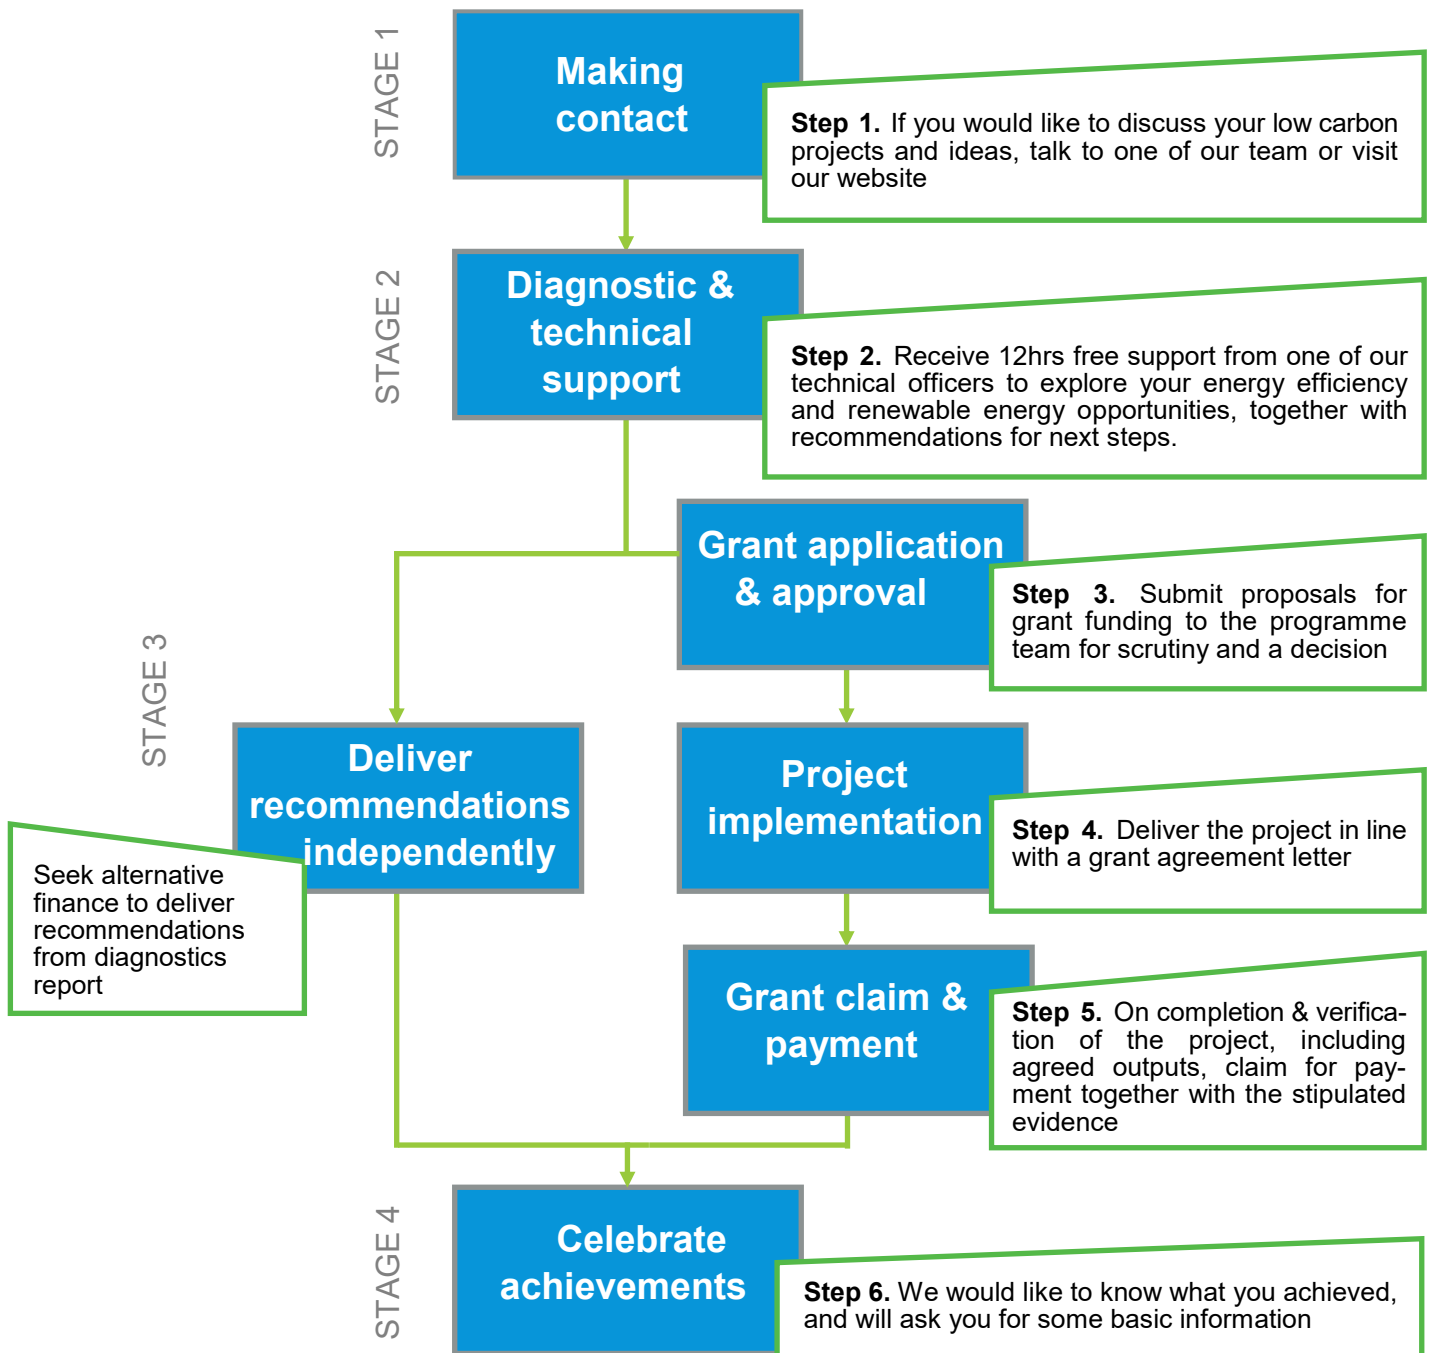 STAGE 1
Making
contact
Step 1. If you would like to discuss your low carbon
projects and ideas, talk to one of our team or visit
our website
STAGE 2
Diagnostic &
technical
support
Step 2. Receive 12hrs free support from one of our
technical officers to explore your energy efficiency
and renewable energy opportunities, together with
recommendations for next steps.
STAGE 3
Grant application
& approval
Step 3. Submit proposals for
grant funding to the programme
team for scrutiny and a decision
Deliver
recommendations
independently
Seek alternative
finance to deliver
recommendations
from diagnostics
report
Project
implementation
Step 4. Deliver the project in line
with a grant agreement letter
Grant claim &
payment
Step 5. On completion & verifica-
tion of the project, including
agreed outputs, claim for pay-
ment together with the stipulated
evidence
STAGE 4
Celebrate
achievements
Step 6. We would like to know what you achieved,
and will ask you for some basic information